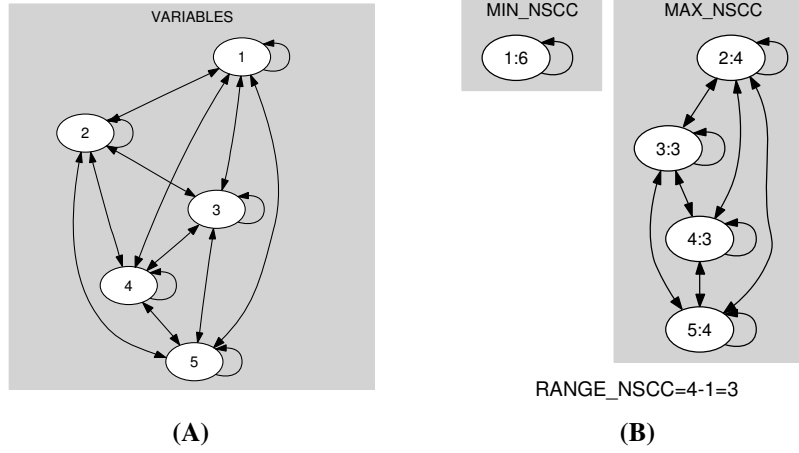 VARIABLES
1
2
3
4
5
(A)
MIN_NSCC
1:6
MAX_NSCC
2:4
3:3
4:3
5:4
RANGE_NSCC=4-1=3
(B)